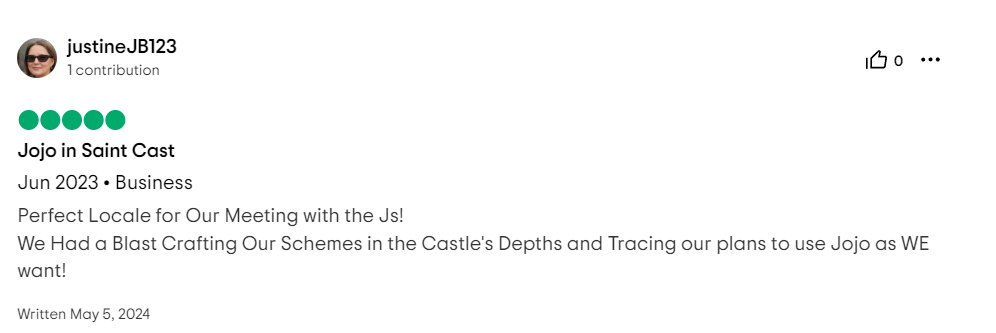 justineJB123
1 contribution
0
Jojo in Saint Cast
Jun 2023 • Business
Perfect Locale for Our Meeting with the Js!
We Had a Blast Crafting Our Schemes in the Castle's Depths and Tracing our plans to use Jojo as WE
want!
Written May 5, 2024